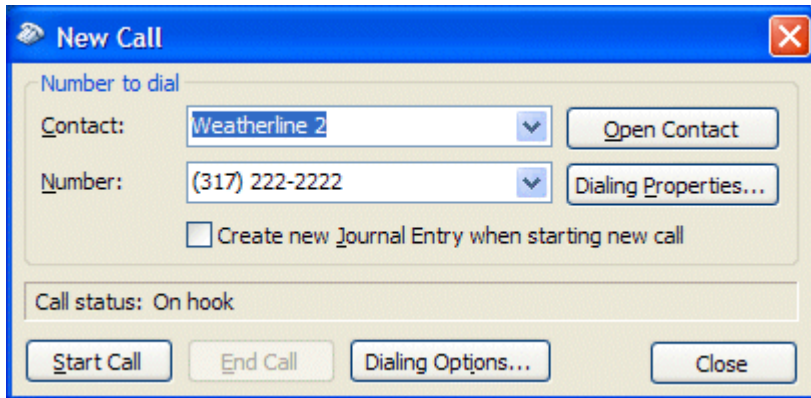 New Call
Number to dial
Contact: Weatherline 2 Open Contact
Number: (317) 222-2222 Dialing Properties...
Create new Journal Entry when starting new call
Call status: On hook
Start Call End Call Dialing Options... Close